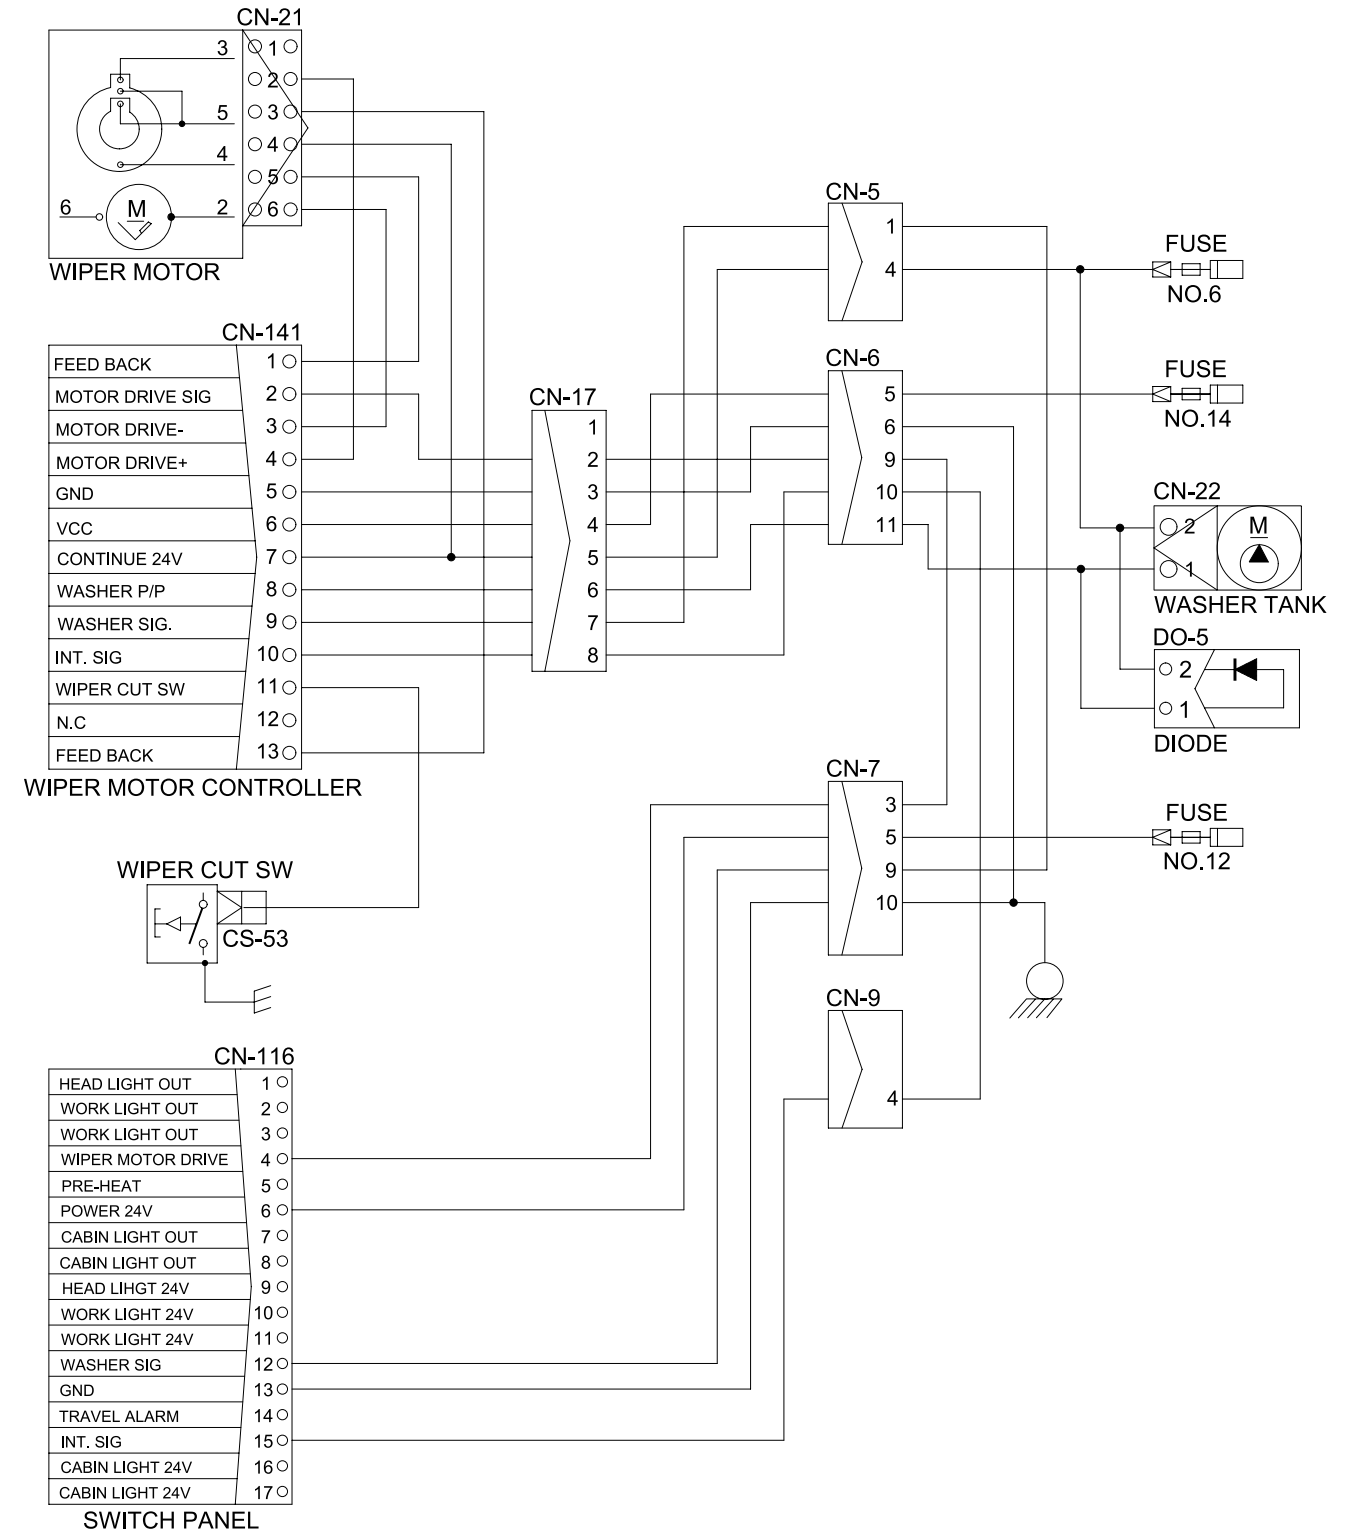 CN-21
3 1
2
5 3
4 4
5
6 M 2 6
WIPER MOTOR
CN-141
FEED BACK 1
MOTOR DRIVE SIG 2
MOTOR DRIVE- 3
MOTOR DRIVE+ 4
GND 5
VCC 6
CONTINUE 24V 7
WASHER P/P 8
WASHER SIG. 9
INT. SIG 10
WIPER CUT SW 11
N.C 12
FEED BACK 13
WIPER MOTOR CONTROLLER
WIPER CUT SW
CS-53
CN-116
HEAD LIGHT OUT 1
WORK LIGHT OUT 2
WORK LIGHT OUT 3
WIPER MOTOR DRIVE 4
PRE-HEAT 5
POWER 24V 6
CABIN LIGHT OUT 7
CABIN LIGHT OUT 8
HEAD LIHGT 24V 9
WORK LIGHT 24V 10
WORK LIGHT 24V 11
WASHER SIG 12
GND 13
TRAVEL ALARM 14
INT. SIG 15
CABIN LIGHT 24V 16
CABIN LIGHT 24V 17
SWITCH PANEL
CN-17
1
2
3
4
5
6
7
8
CN-5
1
4
CN-6
5
6
9
10
11
CN-7
3
5
9
10
CN-9
4
FUSE
NO.6
FUSE
NO.14
CN-22
2 M
1
WASHER TANK
DO-5
2
1
DIODE
FUSE
NO.12